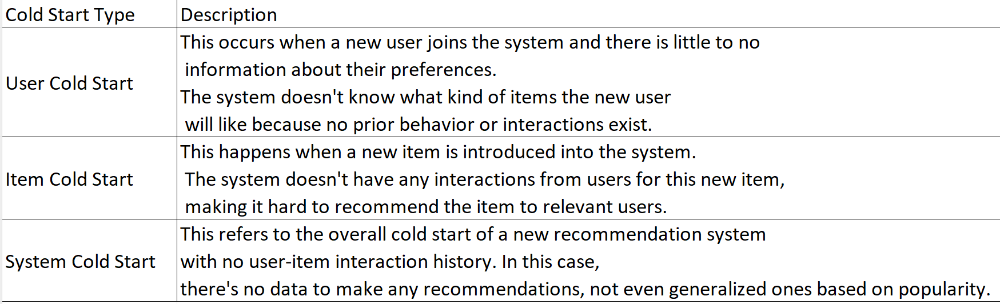 Cold Start Type Description
User Cold Start
This occurs when a new user joins the system and there is little to no
information about their preferences.
The system doesn't know what kind of items the new user
will like because no prior behavior or interactions exist.
Item Cold Start
This happens when a new item is introduced into the system.
The system doesn't have any interactions from users for this new item,
making it hard to recommend the item to relevant users.
System Cold Start
This refers to the overall cold start of a new recommendation system
with no user-item interaction history. In this case,
there's no data to make any recommendations, not even generalized ones based on popularity.